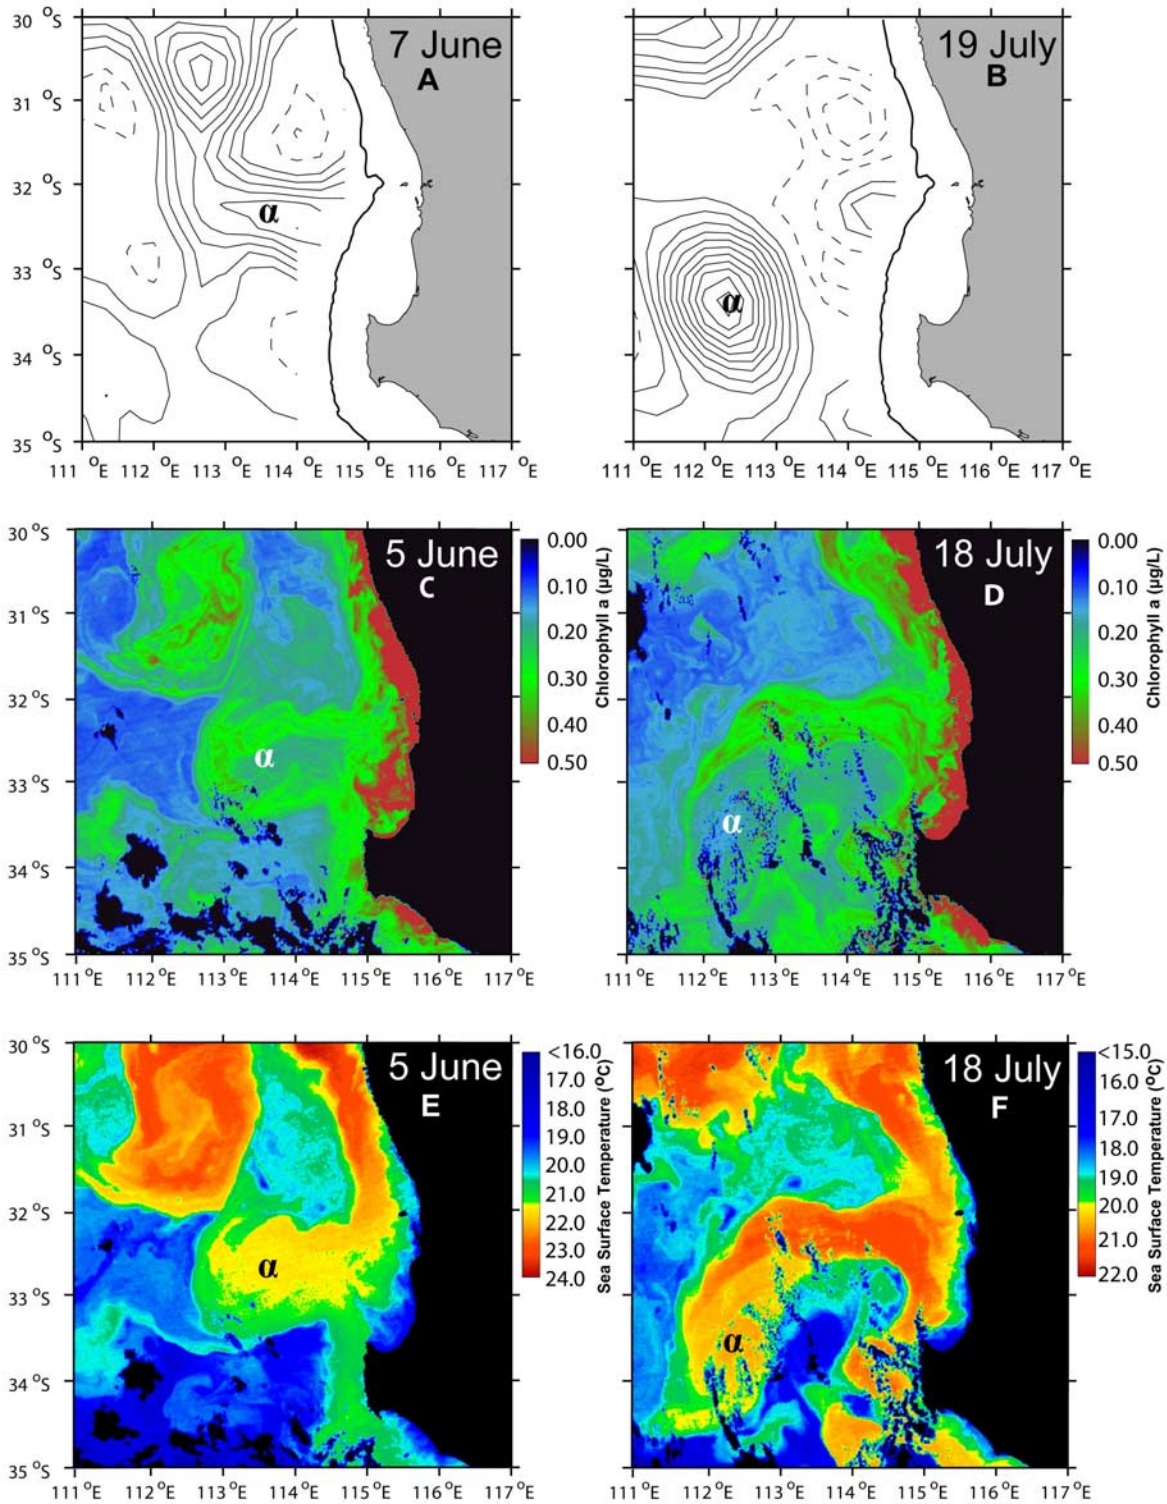 30 °S
31 °S
32 °S
33 °S
34 °S
35 °S
7 June
A
α
111 °E 112 °E 113 °E 114 °E 115 °E 116 °E 117 °E
19 July
B
α
111 °E 112 °E 113 °E 114 °E 115 °E 116 °E 117 °E
30 °S
31 °S
32 °S
33 °S
34 °S
35 °S
5 June
C
α
111 °E 112 °E 113 °E 114 °E 115 °E 116 °E 117 °E
0.00
0.10
0.20
0.30
0.40
0.50
Chlorophyll a (µg/L)
18 July
D
α
111 °E 112 °E 113 °E 114 °E 115 °E 116 °E 117 °E
0.00
0.10
0.20
0.30
0.40
0.50
Chlorophyll a (µg/L)
30 °S
31 °S
32 °S
33 °S
34 °S
35 °S
5 June
E
α
111 °E 112 °E 113 °E 114 °E 115 °E 116 °E 117 °E
<16.0
17.0
18.0
19.0
20.0
21.0
22.0
23.0
24.0
Sea Surface Temperature (°C)
18 July
F
α
111 °E 112 °E 113 °E 114 °E 115 °E 116 °E 117 °E
<15.0
16.0
17.0
18.0
19.0
20.0
21.0
22.0
Sea Surface Temperature (°C)